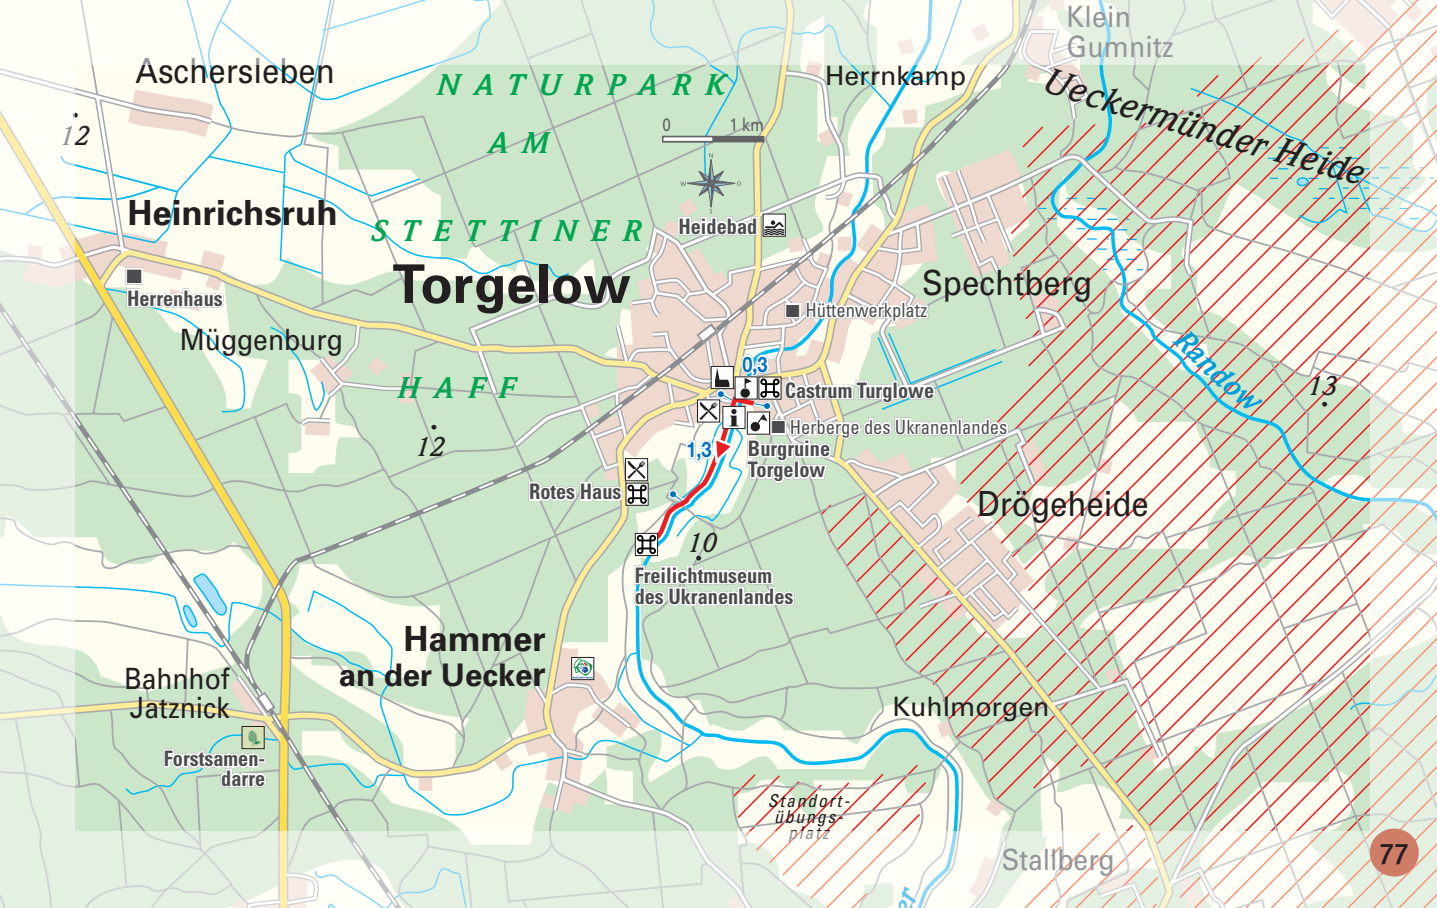 Klein
Gumnitz
Aschersleben
NATURPARK
Herrnkamp
Ueckermünder Heide
12
0 1 km
AM
N
W O
S
Heinrichsruh
STETTINER
Heidebad
Torgelow
Spechtberg
Herrenhaus
Hüttenwerkplatz
Müggenburg
Randow
0,3
HAFF
Castrum Turglowe
13
12
i
Herberge des Ukranenlandes
1,3
Burgruine
Torgelow
Rotes Haus
Drögeheide
10
Freilichtmuseum
des Ukranenlandes
Hammer
an der Uecker
Bahnhof
Jatznick
Kuhlmorgen
Forstsamen-
darre
Standort-
übungs-
platz
Stallberg
77
er